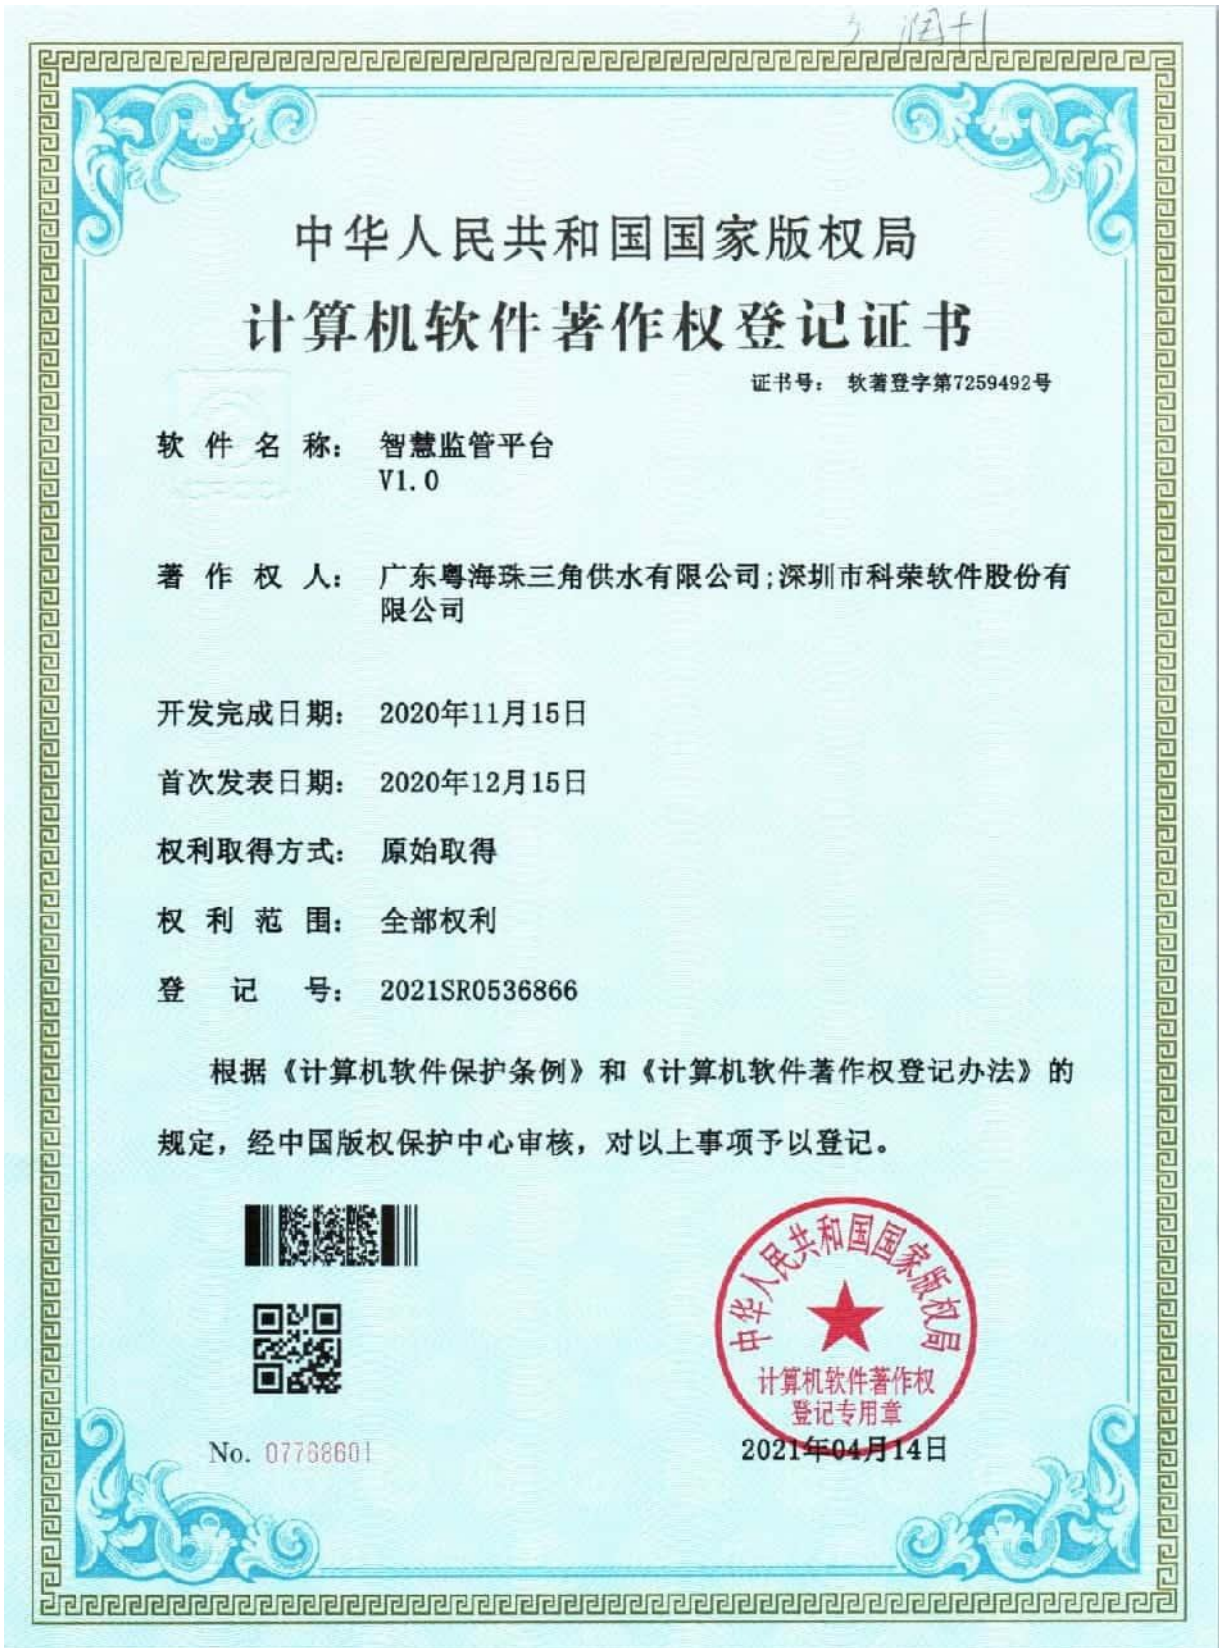 中华人民共和国国家版权局
计算机软件著作权登记证书
证书号： 软著登字第7259492号
软件名称： 智慧监管平台
V1.0
著作权人： 广东粤海珠三角供水有限公司;深圳市科荣软件股份有
限公司
开发完成日期： 2020年11月15日
首次发表日期： 2020年12月15日
权利取得方式： 原始取得
权利范围： 全部权利
登记号： 2021SR0536866
根据《计算机软件保护条例》和《计算机软件著作权登记办法》的
规定，经中国版权保护中心审核，对以上事项予以登记。
中华人民共和国国家版权局
计算机软件著作权
登记专用章
No. 07768601
2021年04月14日